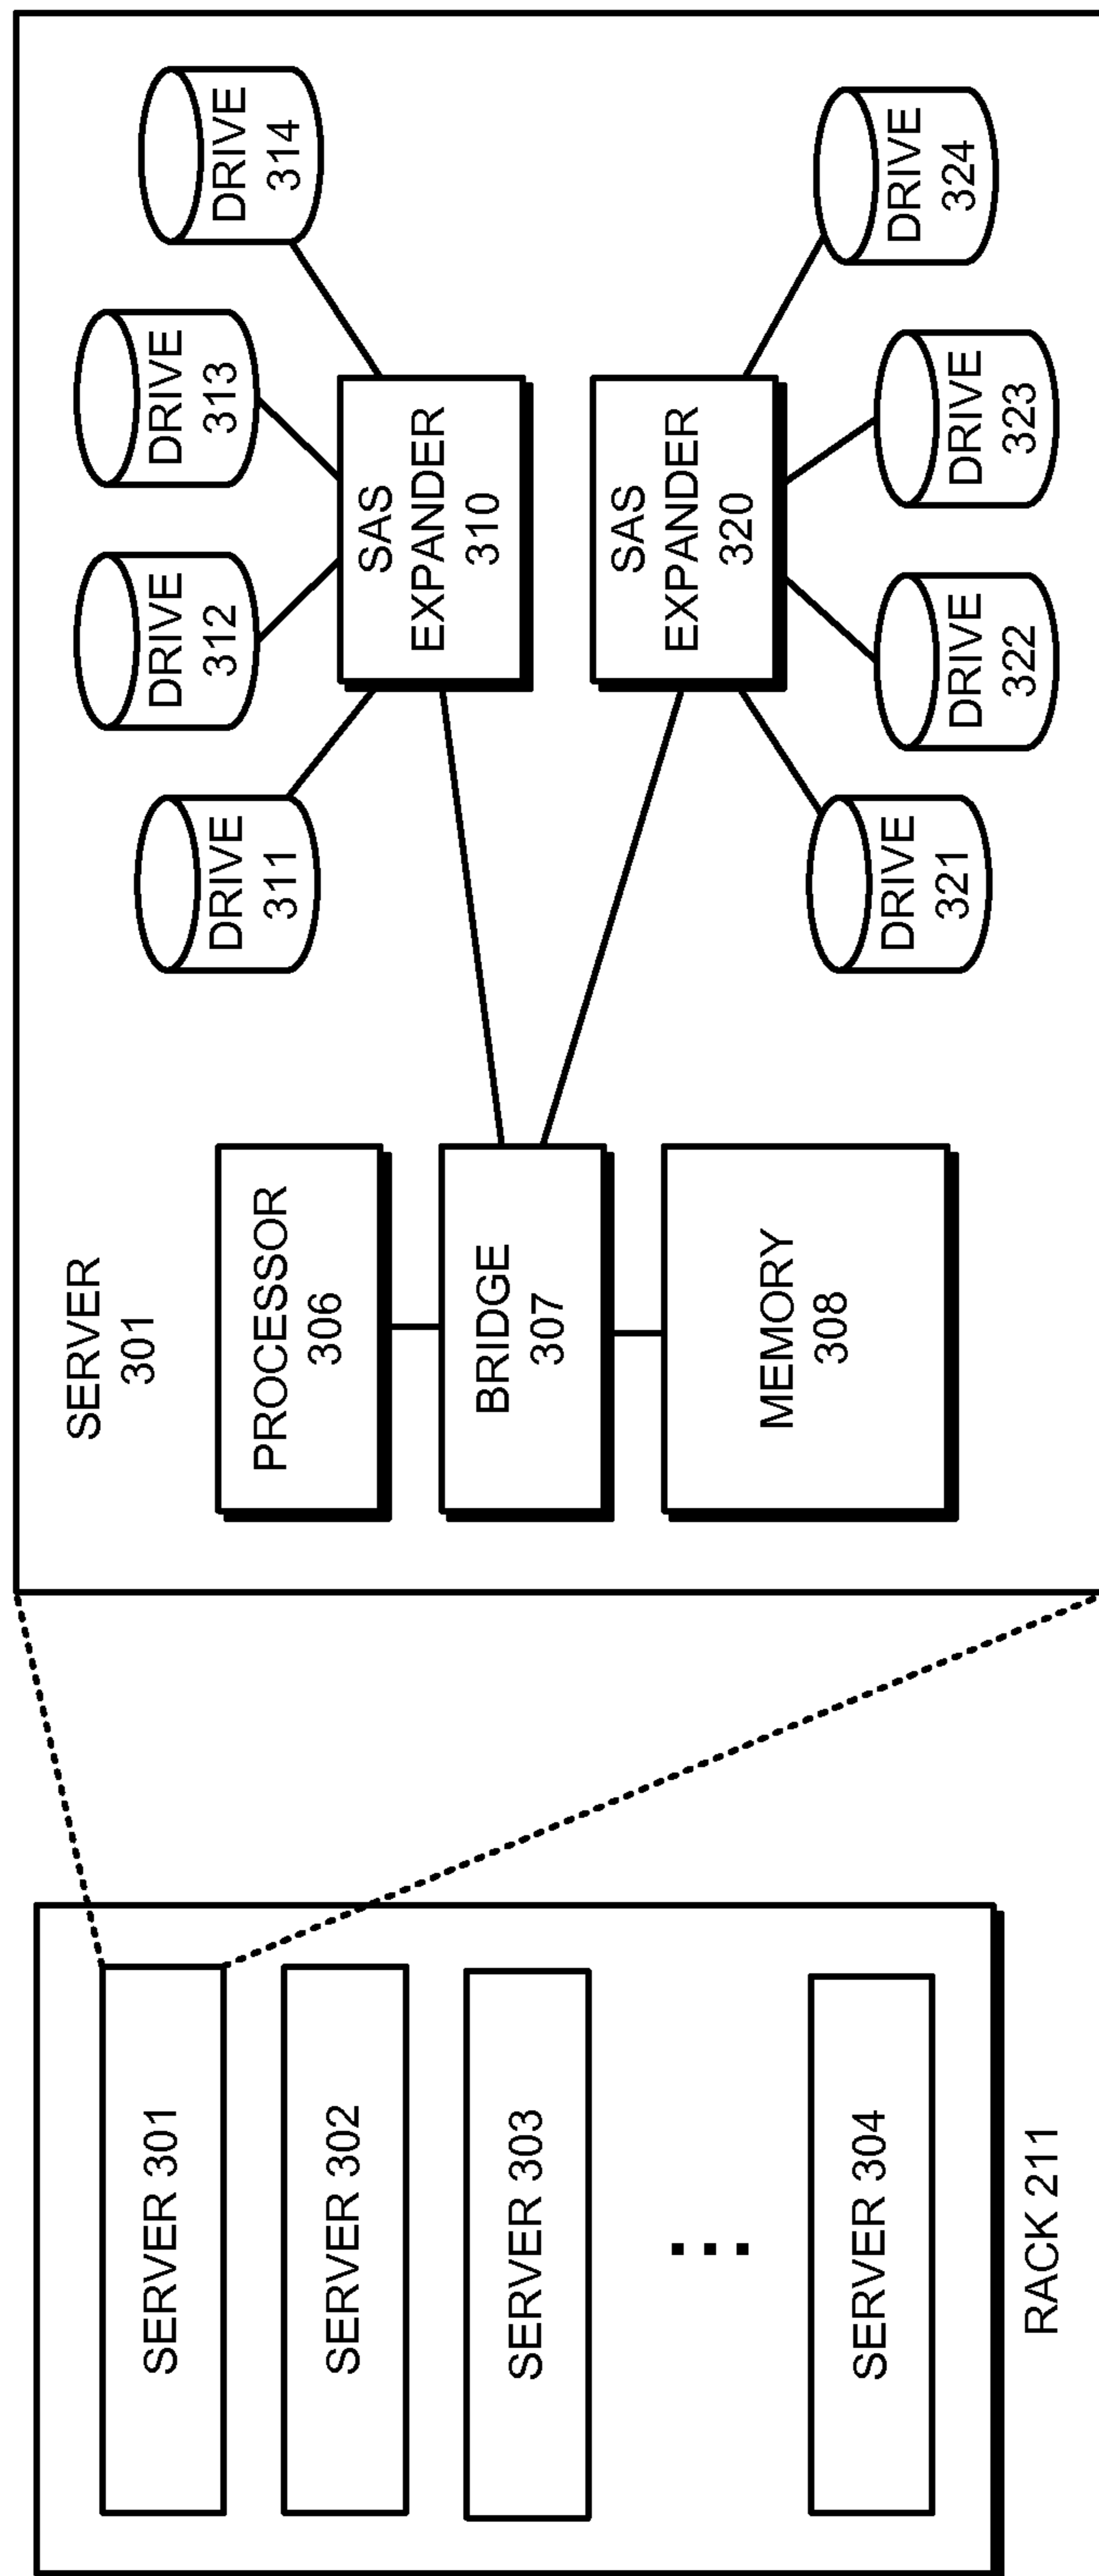 SERVER 301
SERVER 302
SERVER 303
...
SERVER 304
RACK 211
SERVER
301
PROCESSOR
306
BRIDGE
307
MEMORY
308
DRIVE
311
DRIVE
312
DRIVE
313
DRIVE
314
SAS
EXPANDER
310
SAS
EXPANDER
320
DRIVE
321
DRIVE
322
DRIVE
323
DRIVE
324